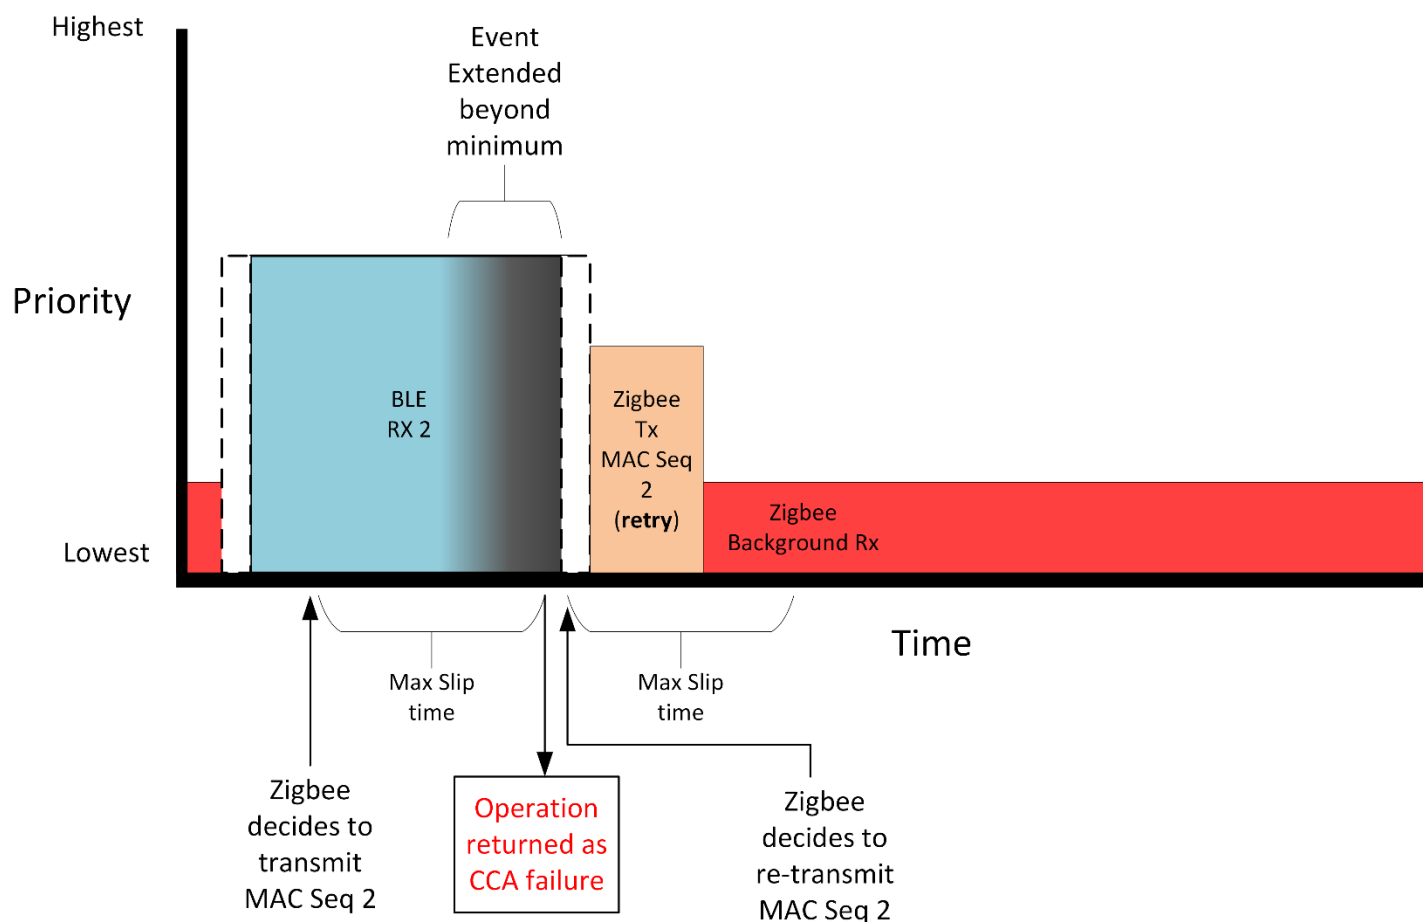 Highest
Event
Extended
beyond
minimum
Priority
BLE
RX 2
Zigbee
Tx
MAC Seq
2
(retry)
Zigbee
Background Rx
Lowest
Time
Max Slip
time
Max Slip
time
Zigbee
decides to
transmit
MAC Seq 2
Operation
returned as
CCA failure
Zigbee
decides to
re-transmit
MAC Seq 2